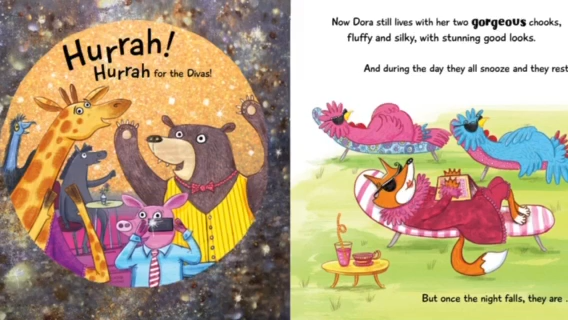 Hurrah!
Hurrah for the Divas!
Now Dora still lives with her two gorgeous chooks,
fluffy and silky, with stunning good looks.
And during the day they all snooze and they rest
But once the night falls, they are ..